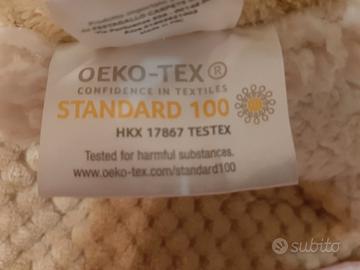 OEKO-TEX®
CONFIDENCE IN TEXTILES
STANDARD 100
HKX 17867 TESTEX
Tested for harmful substances.
www.oeko-tex.com/standard100
subito